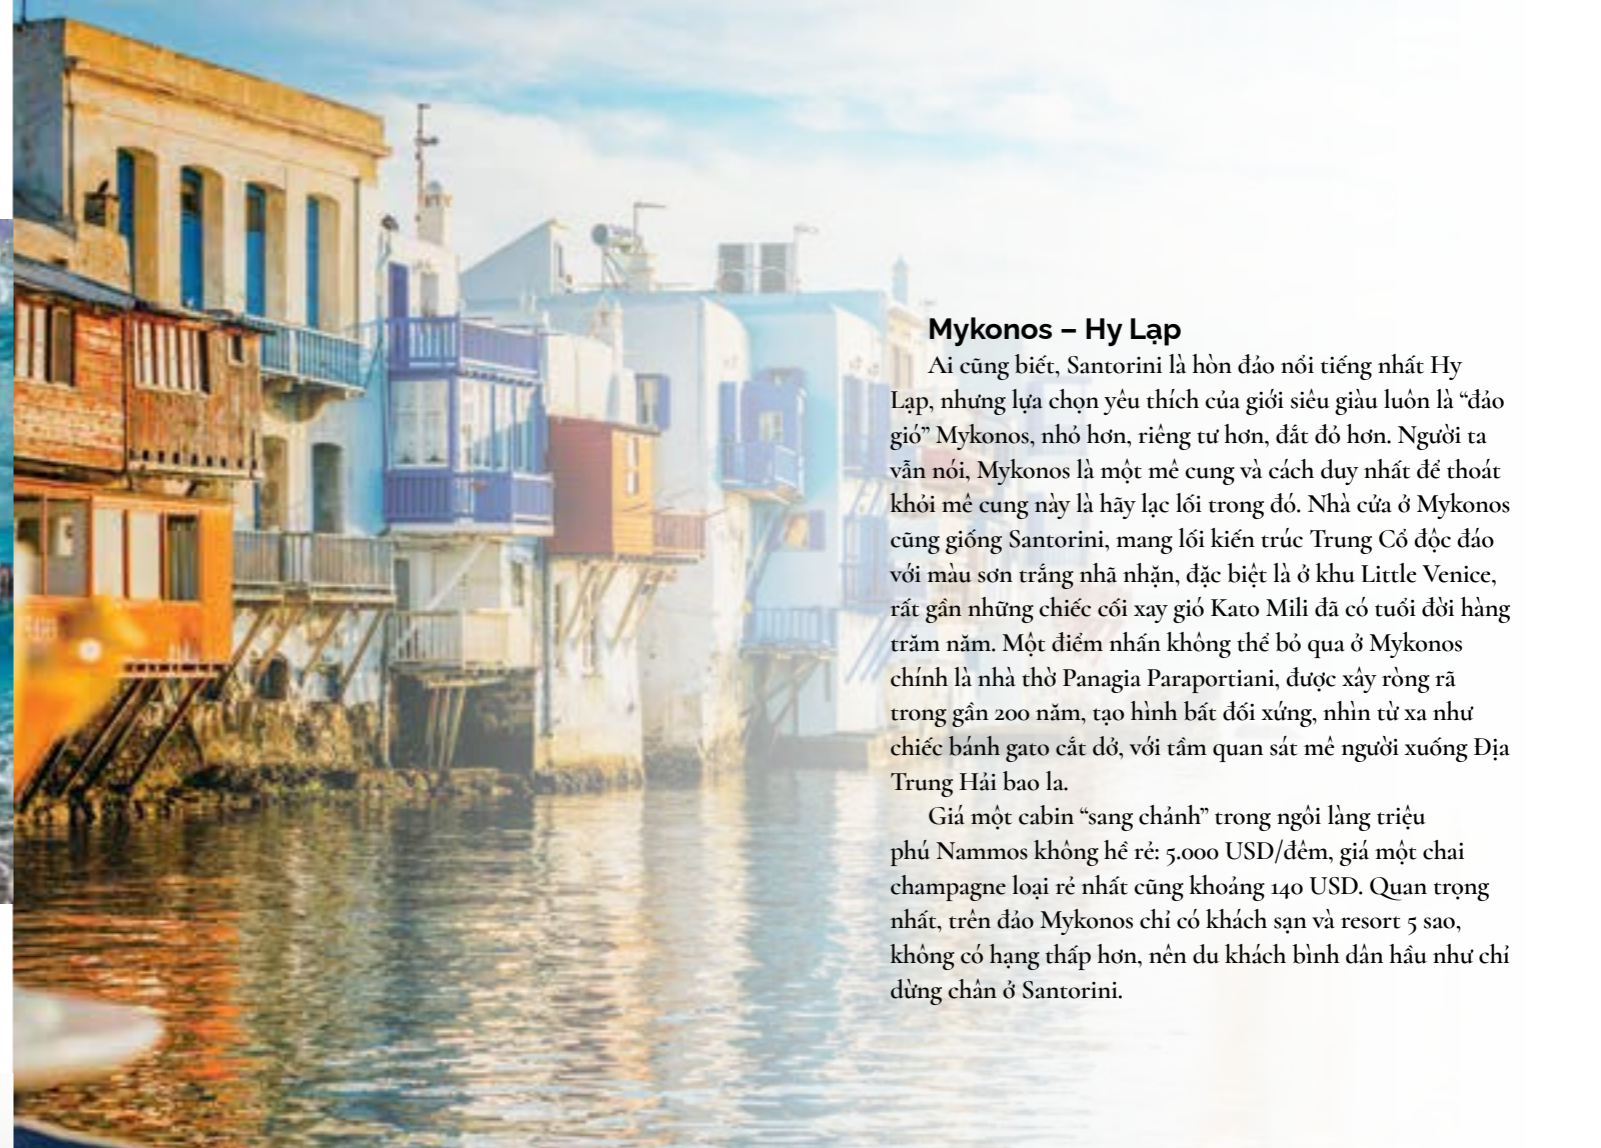 Mykonos – Hy Lạp
Ai cũng biết, Santorini là hòn đảo nổi tiếng nhất Hy
Lạp, nhưng lựa chọn yêu thích của giới siêu giàu luôn là “đảo
gió” Mykonos, nhỏ hơn, riêng tư hơn, đắt đỏ hơn. Người ta
vẫn nói, Mykonos là một mê cung và cách duy nhất để thoát
khỏi mê cung này là hãy lạc lối trong đó. Nhà cửa ở Mykonos
cũng giống Santorini, mang lối kiến trúc Trung Cổ độc đáo
với màu sơn trắng nhã nhặn, đặc biệt là ở khu Little Venice,
rất gần những chiếc cối xay gió Kato Mili đã có tuổi đời hàng
trăm năm. Một điểm nhấn không thể bỏ qua ở Mykonos
chính là nhà thờ Panagia Paraportiani, được xây ròng rã
trong gần 200 năm, tạo hình bất đối xứng, nhìn từ xa như
chiếc bánh gato cắt dở, với tầm quan sát mê người xuống Địa
Trung Hải bao la.
Giá một cabin “sang chảnh” trong ngôi làng triệu
phú Nammos không hề rẻ: 5.000 USD/đêm, giá một chai
champagne loại rẻ nhất cũng khoảng 140 USD. Quan trọng
nhất, trên đảo Mykonos chỉ có khách sạn và resort 5 sao,
không có hạng thấp hơn, nên du khách bình dân hầu như chỉ
dừng chân ở Santorini.